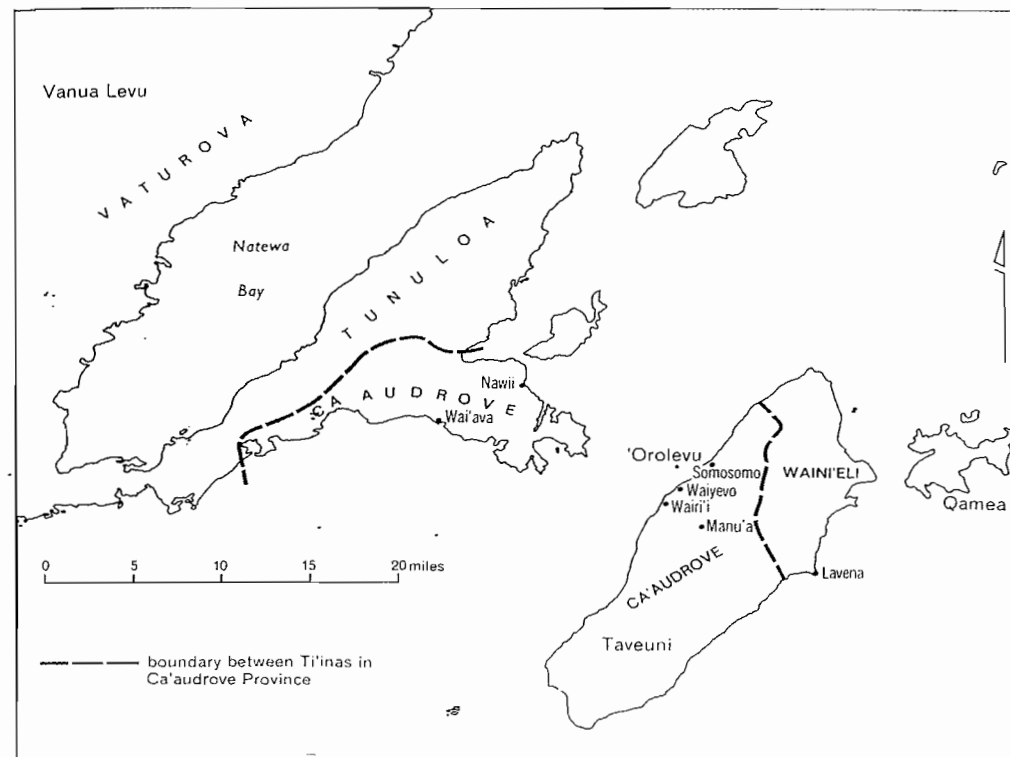 Vanua Levu
VATUROVA
Natewa
Bay
TUNULOA
CA AUDROVE
Nawii
Wai'ava
'Orolevu
Somosomo
WAINI'ELI
Waiyevo
Wairi'i
Manu'a
Qamea
CA'AUDROVE
Lavena
Taveuni
0 5 10 15 20 miles
boundary between Ti'inas in
Ca'audrove Province